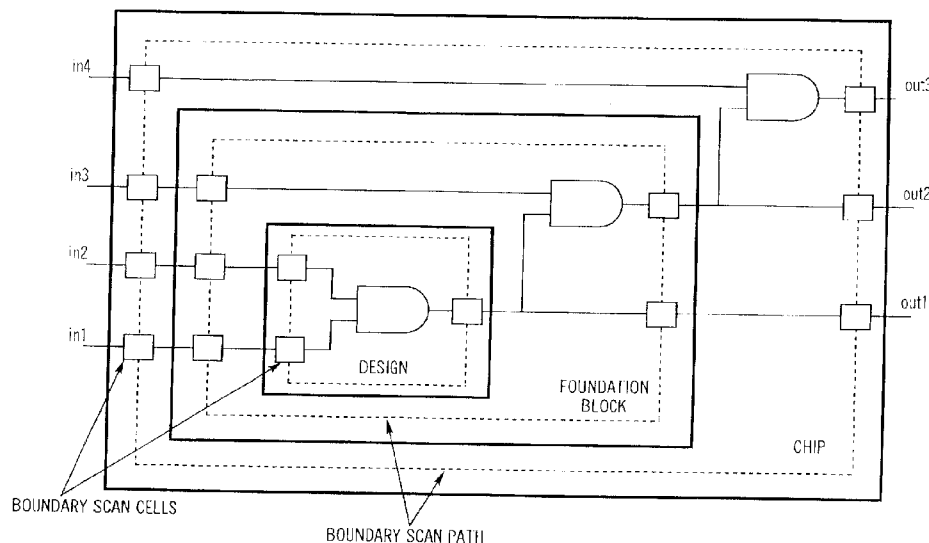 in4
out3
in3
out2
in2
out1
in1
DESIGN
FOUNDATION
BLOCK
CHIP
BOUNDARY SCAN CELLS
BOUNDARY SCAN PATH